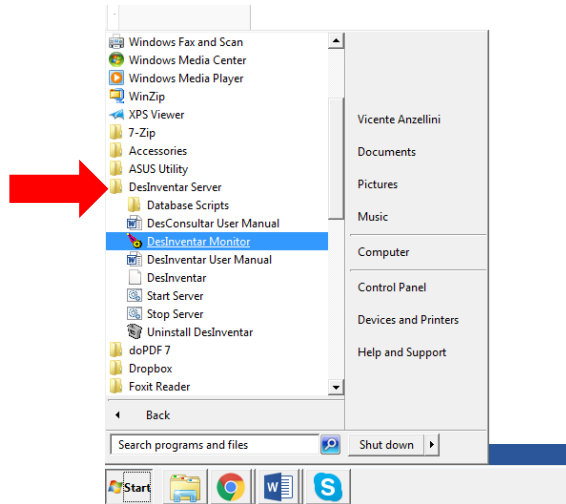 Windows Fax and Scan
Windows Media Center
Windows Media Player
WinZip
XPS Viewer
7-Zip
Accessories
ASUS Utility
DesInventar Server
Database Scripts
DesConsultar User Manual
DesInventar Monitor
DesInventar User Manual
DesInventar
Start Server
Stop Server
Uninstall DesInventar
doPDF 7
Dropbox
Foxit Reader
Back
Search programs and files
Vicente Anzellini
Documents
Pictures
Music
Computer
Control Panel
Devices and Printers
Help and Support
Shut down
Start